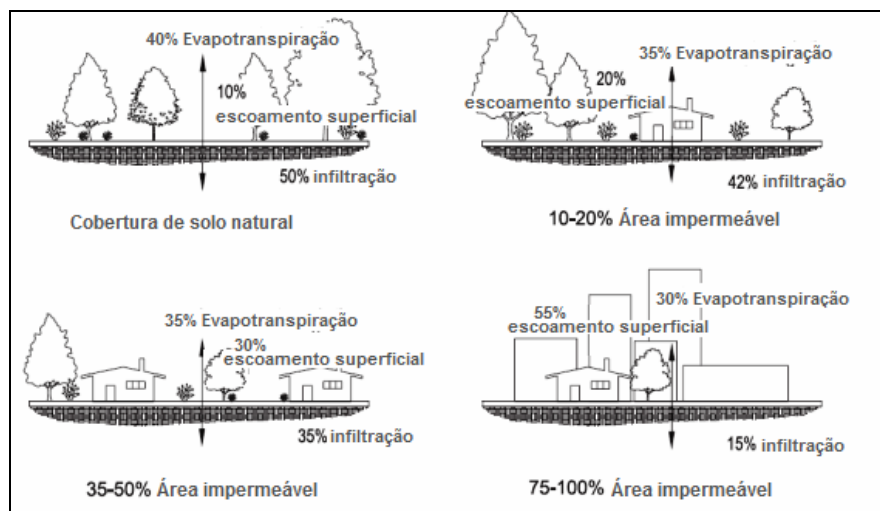 40% Evapotranspiração
10%
escoamento superficial
50% infiltração
Cobertura de solo natural
35% Evapotranspiração
20%
escoamento superficial
42% infiltração
10-20% Área impermeável
35% Evapotranspiração
30%
escoamento superficial
35% infiltração
35-50% Área impermeável
30% Evapotranspiração
55%
escoamento superficial
15% infiltração
75-100% Área impermeável